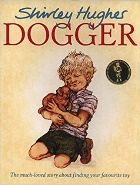 Shirley Hughes
DOGGER
The much-loved story about finding your favourite toy